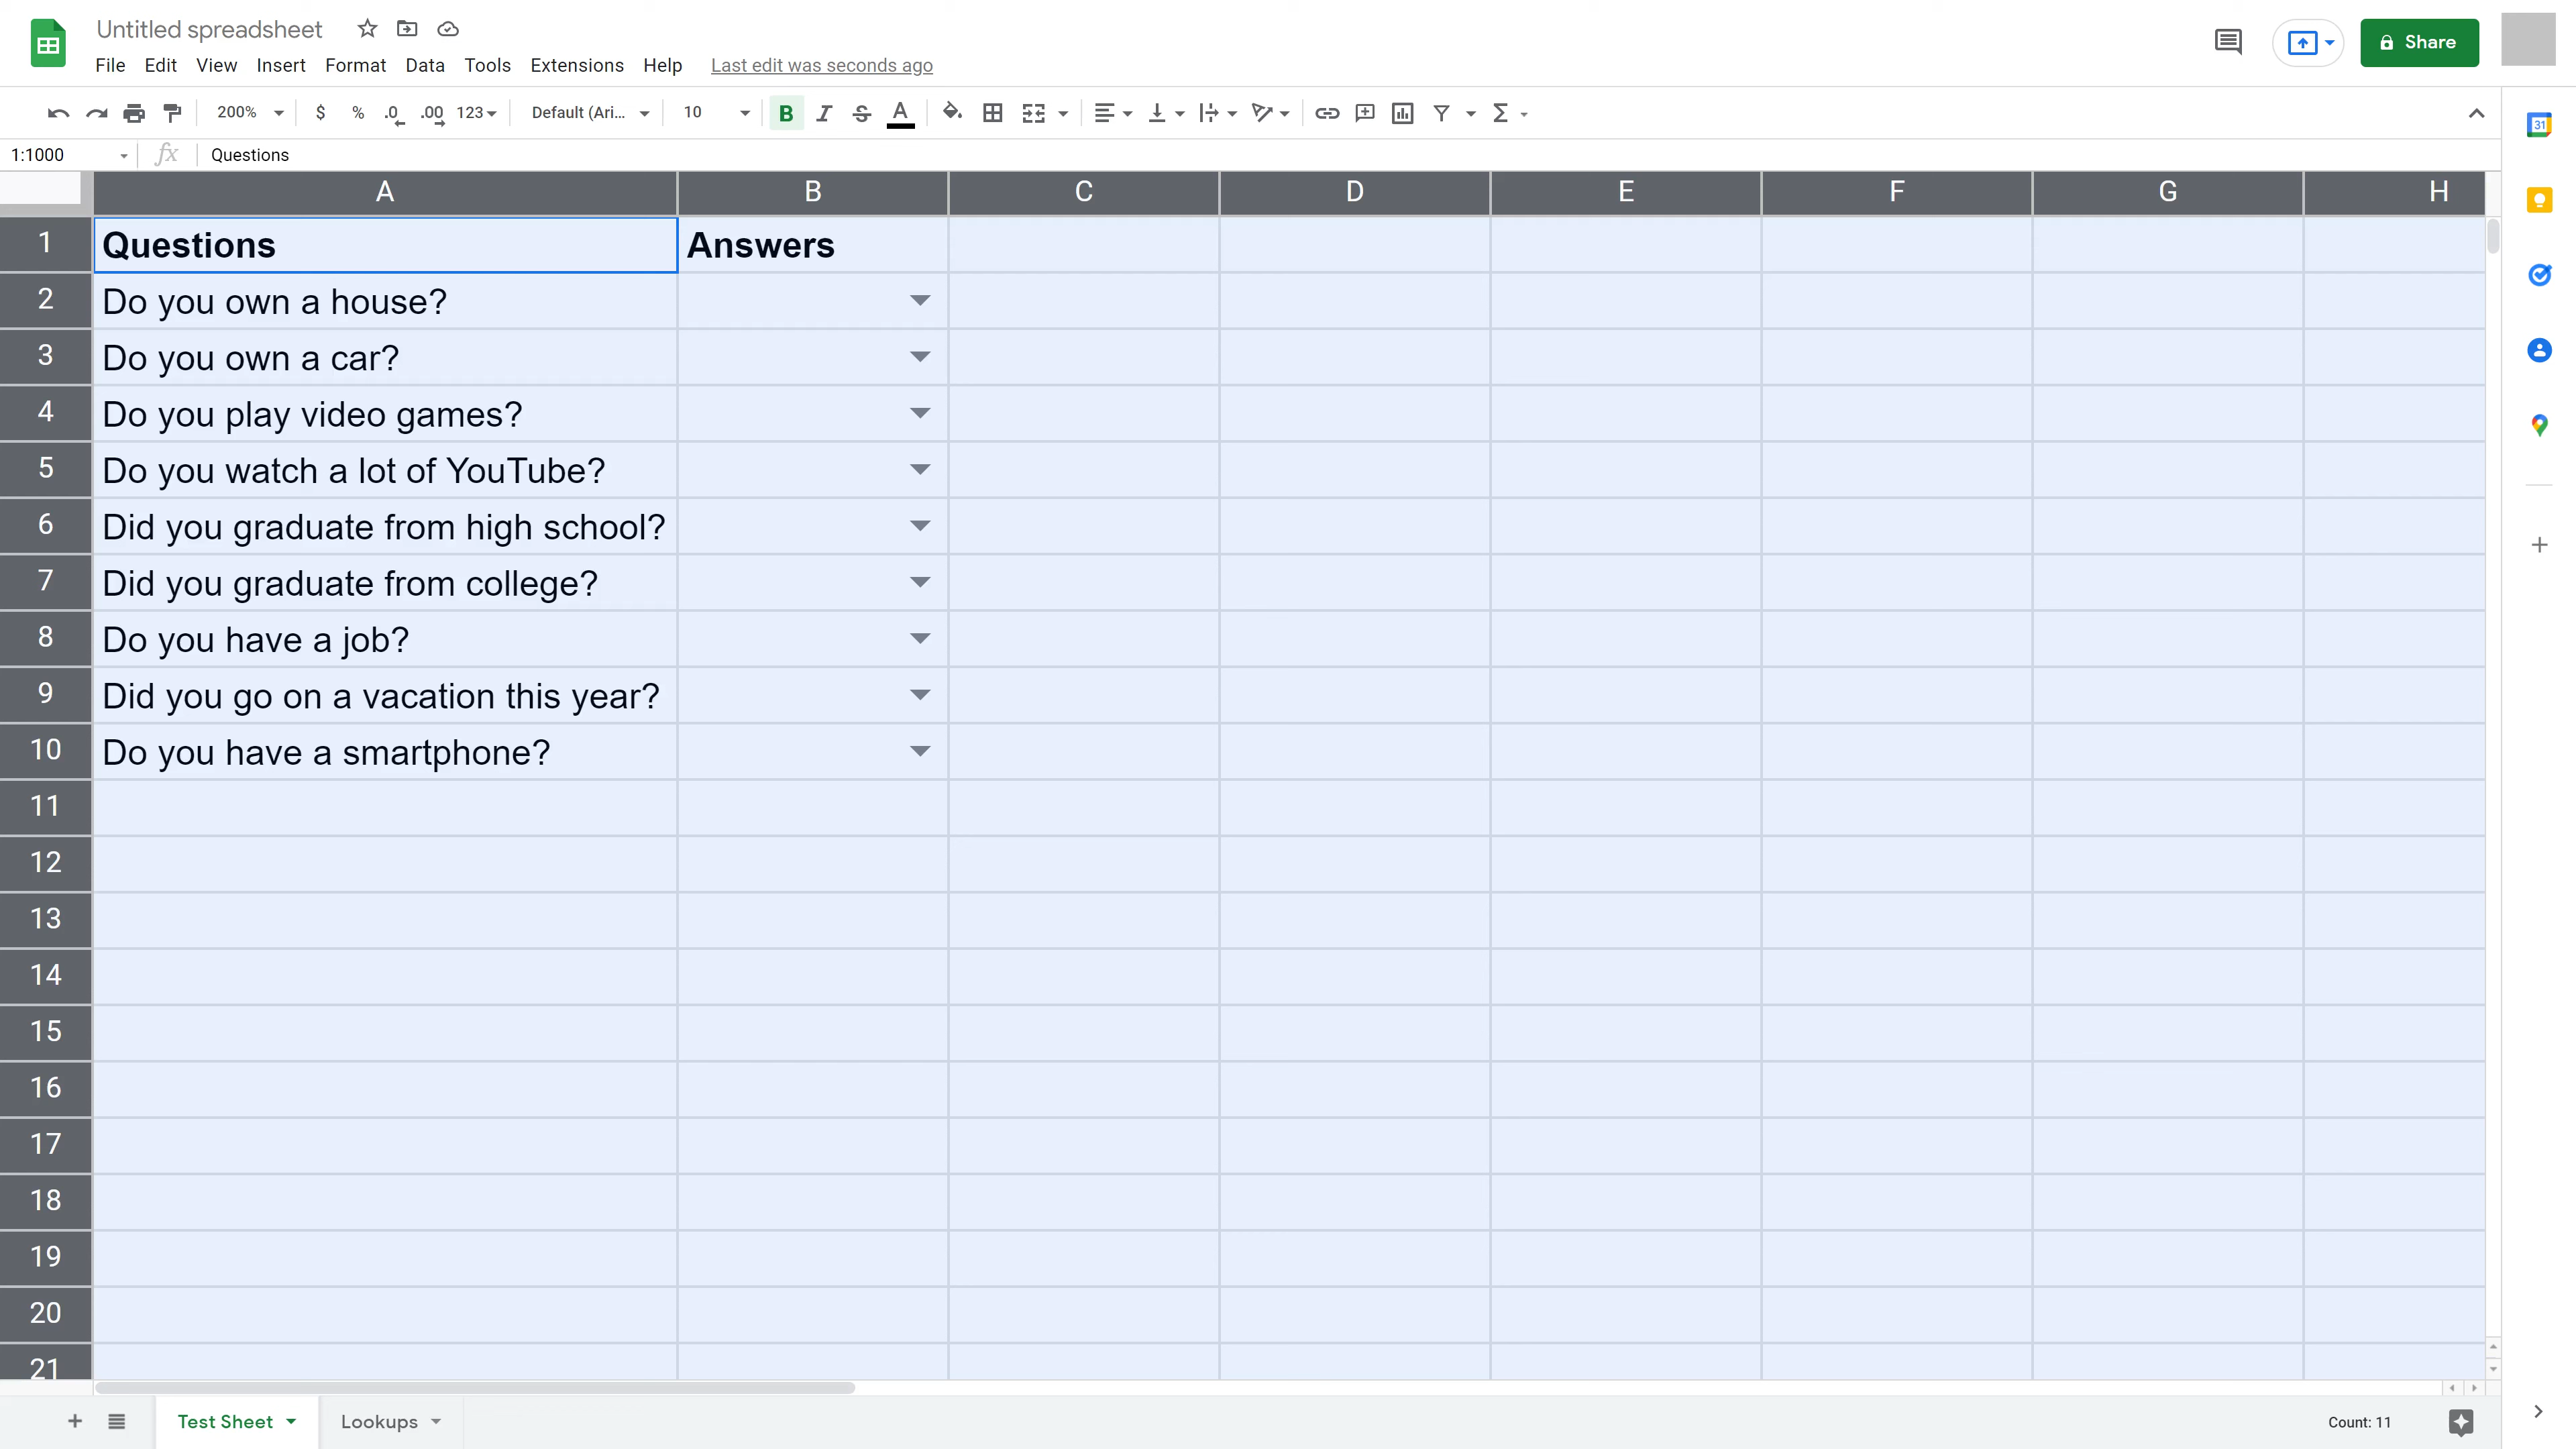 Untitled spreadsheet
File Edit View Insert Format Data Tools Extensions Help Last edit was seconds ago
Share
200% $ % .0 .00 123 Default (Ari... 10 B I S A Σ
31
1:1000 fx Questions
A B C D E F G H
1 Questions Answers
2 Do you own a house?
3 Do you own a car?
4 Do you play video games?
5 Do you watch a lot of YouTube?
6 Did you graduate from high school?
7 Did you graduate from college?
8 Do you have a job?
9 Did you go on a vacation this year?
10 Do you have a smartphone?
11
12
13
14
15
16
17
18
19
20
21
Test Sheet Lookups Count: 11